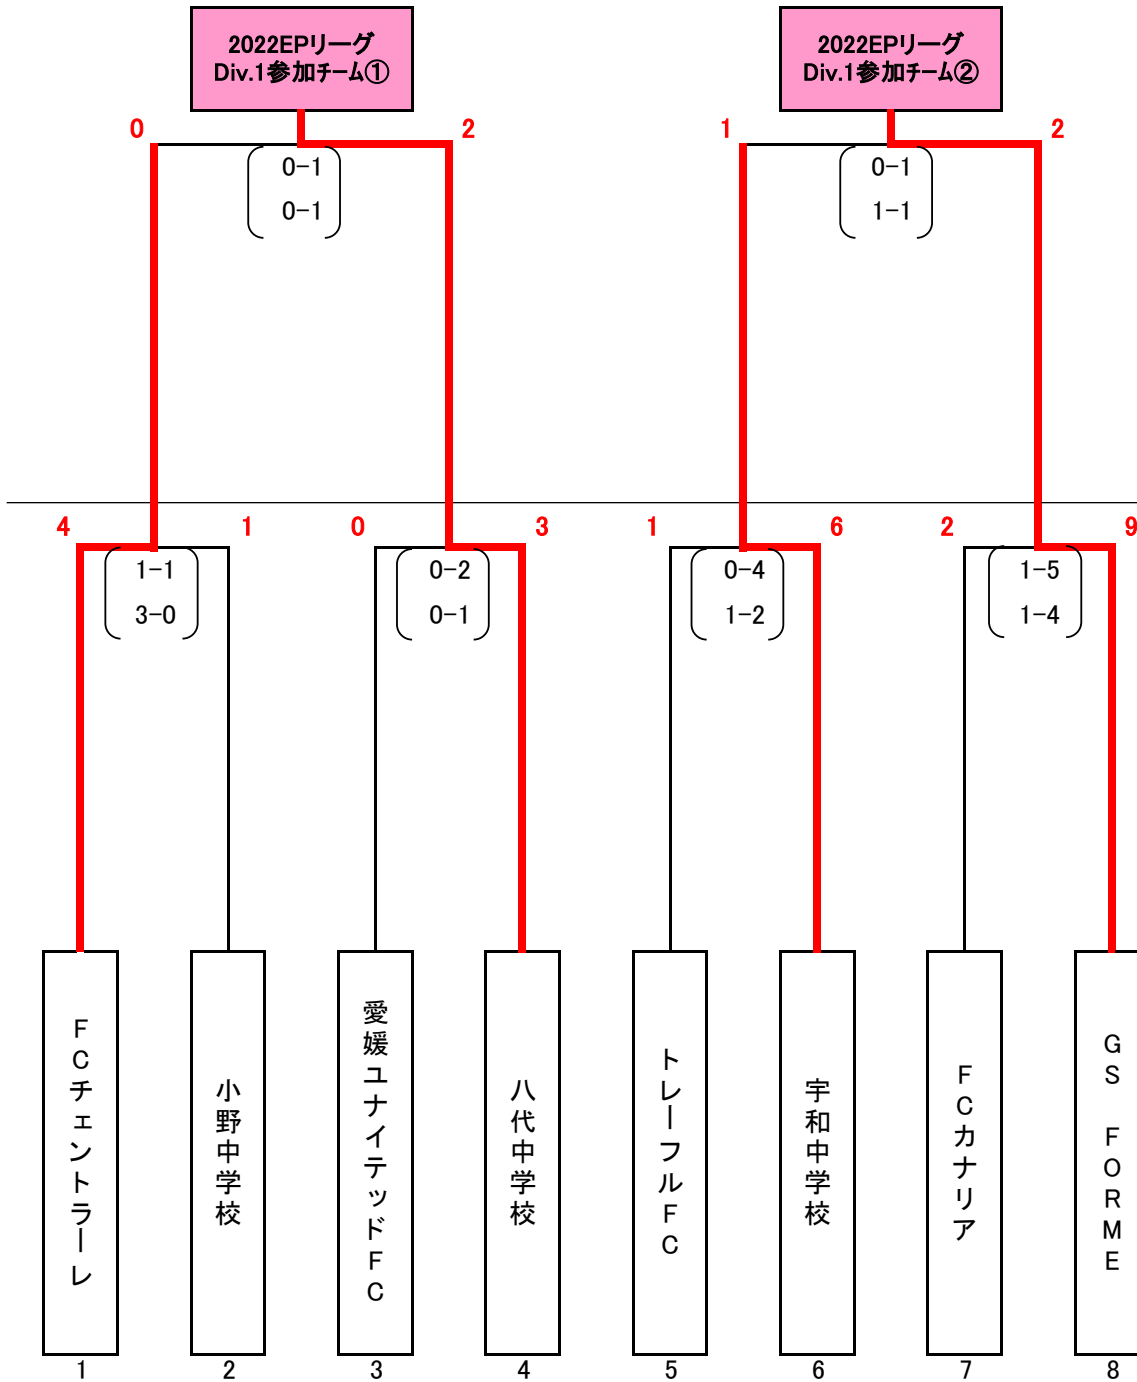 2022EPリーグ
Div.1参加チーム①
2022EPリーグ
Div.1参加チーム②
0
2
1
2
0-1
0-1
0-1
1-1
4
1
0
3
1
6
2
9
1-1
3-0
0-2
0-1
0-4
1-2
1-5
1-4
FCチェントラーレ
小野中学校
愛媛ユナイテッドFC
八代中学校
トレーフルFC
宇和中学校
FCカナリア
GS FORME
1
2
3
4
5
6
7
8